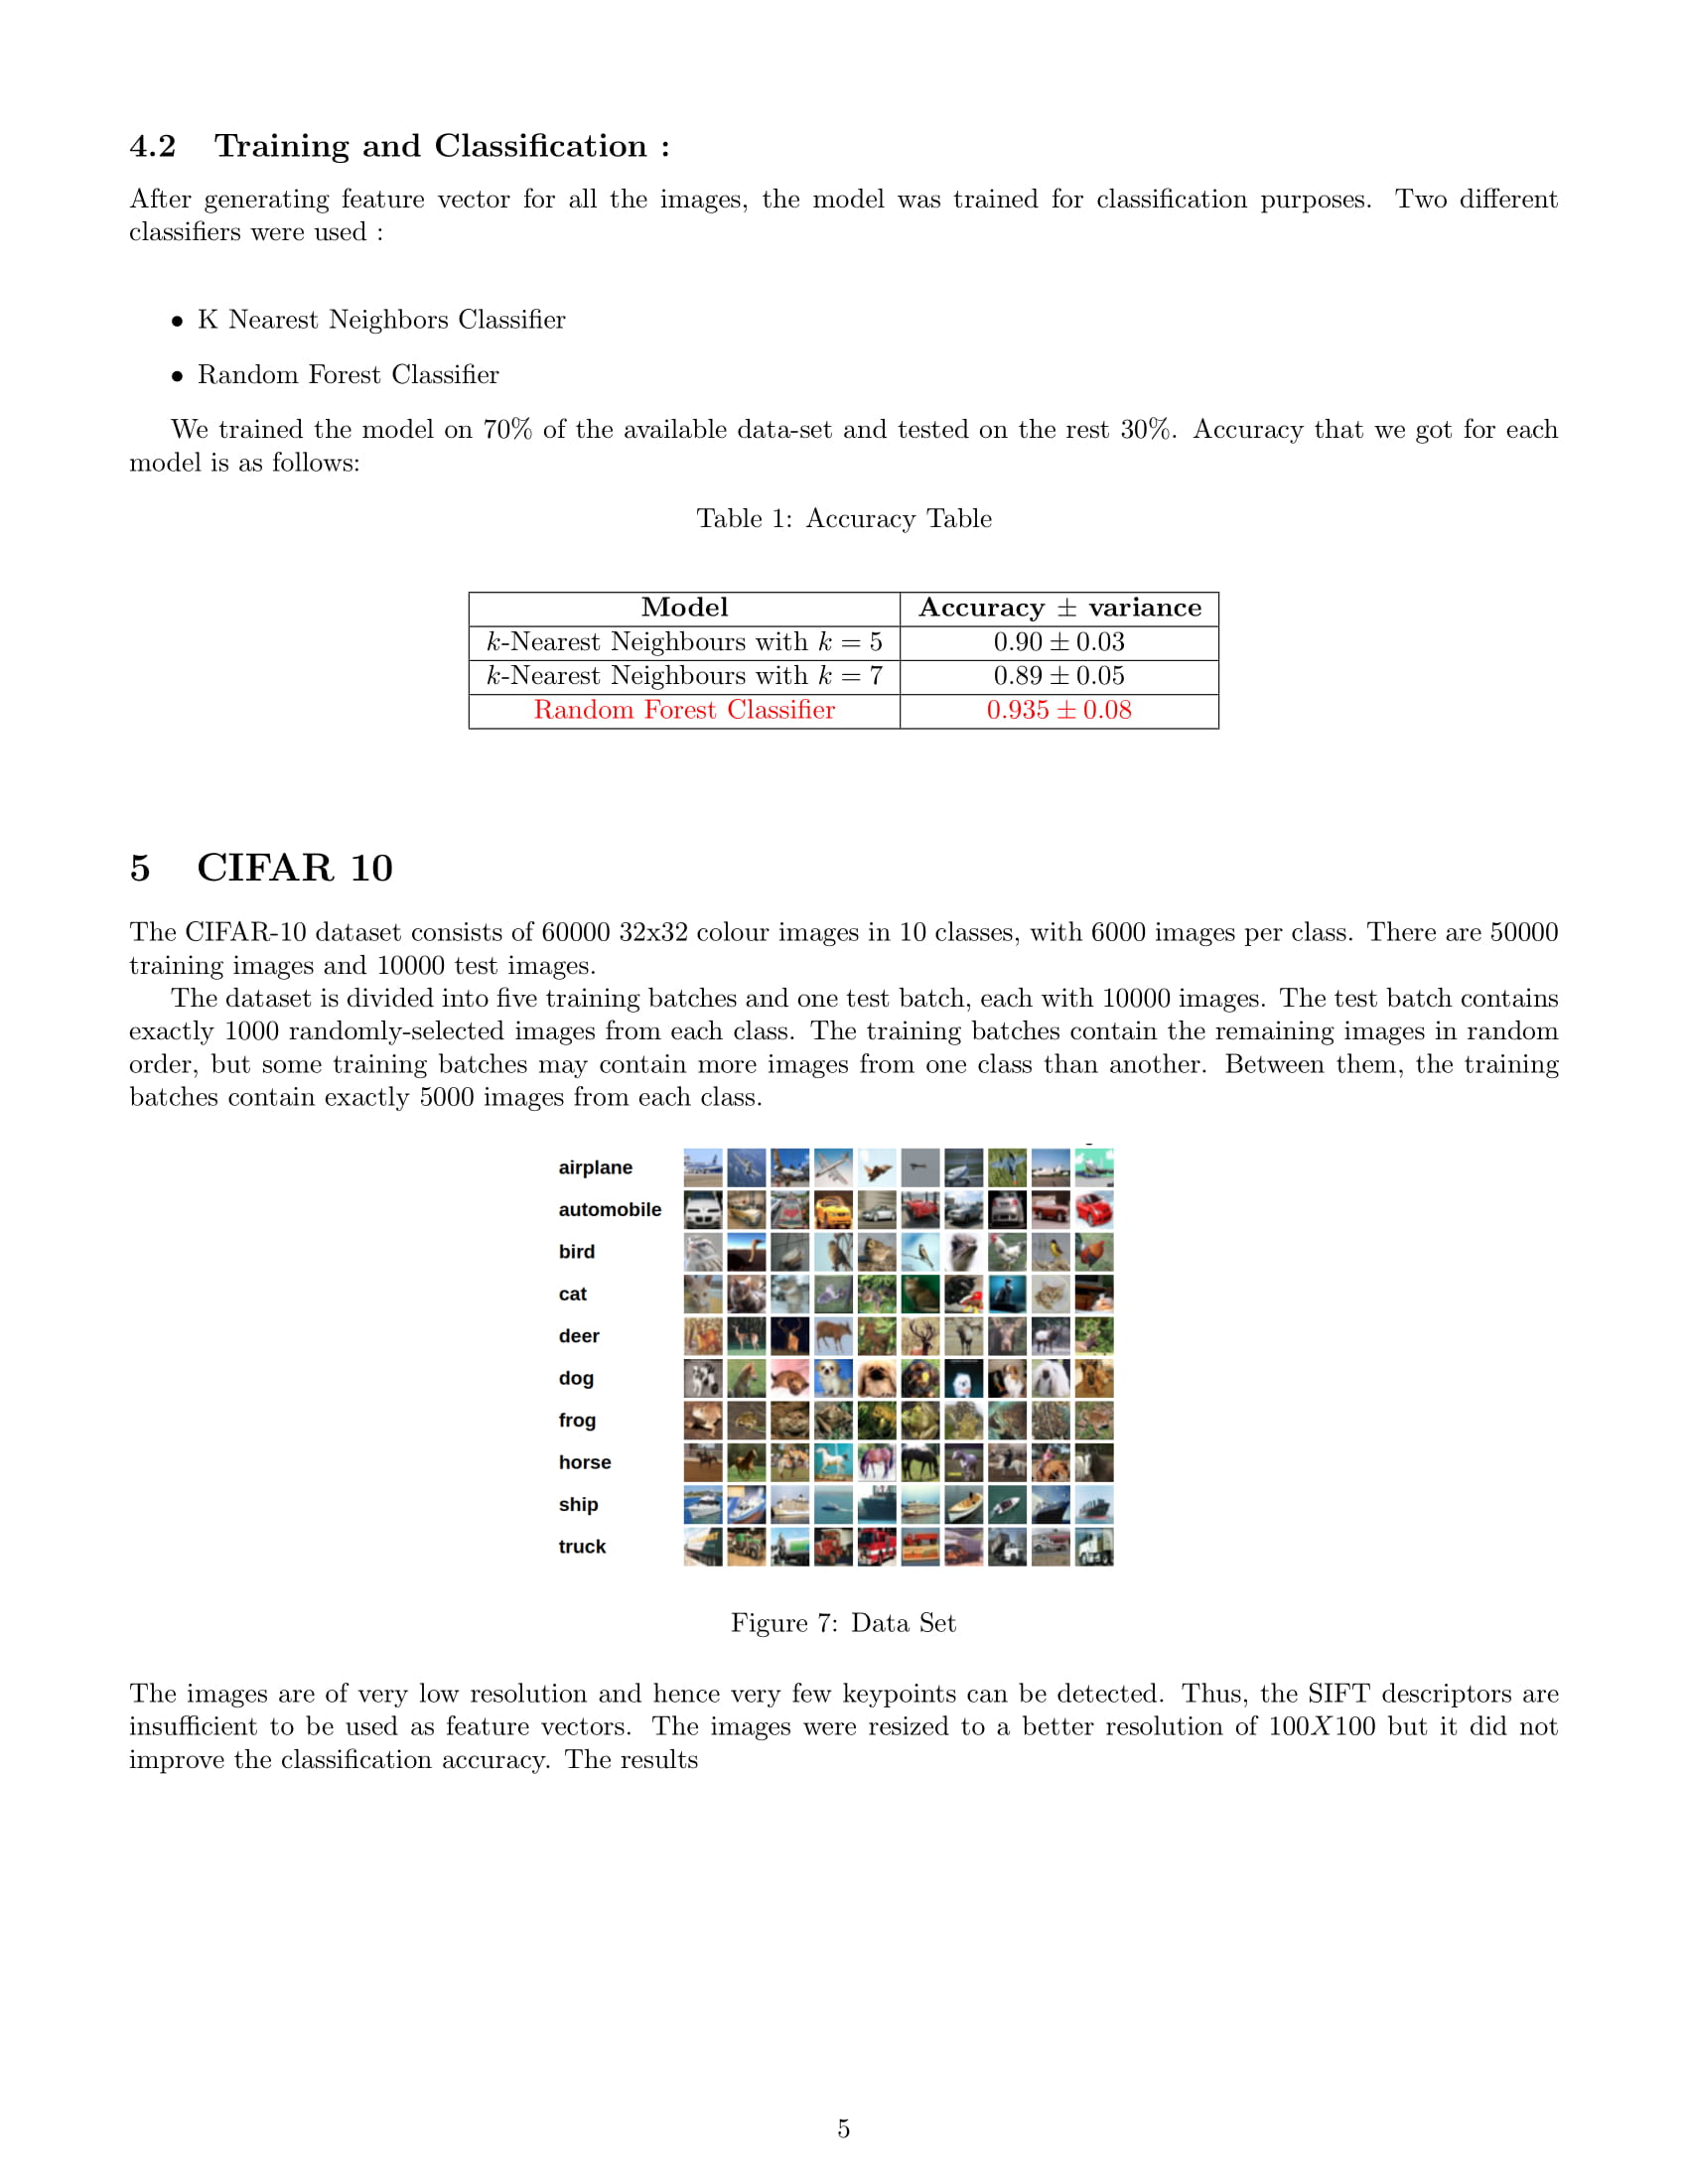 4.2 Training and Classification :
After generating feature vector for all the images, the model was trained for classification purposes. Two different
classifiers were used :
• K Nearest Neighbors Classifier
• Random Forest Classifier
We trained the model on 70% of the available data-set and tested on the rest 30%. Accuracy that we got for each
model is as follows:
Table 1: Accuracy Table
Model Accuracy ± variance
k-Nearest Neighbours with k = 5 0.90 ± 0.03
k-Nearest Neighbours with k = 7 0.89 ± 0.05
Random Forest Classifier 0.935 ± 0.08
5 CIFAR 10
The CIFAR-10 dataset consists of 60000 32x32 colour images in 10 classes, with 6000 images per class. There are 50000
training images and 10000 test images.
The dataset is divided into five training batches and one test batch, each with 10000 images. The test batch contains
exactly 1000 randomly-selected images from each class. The training batches contain the remaining images in random
order, but some training batches may contain more images from one class than another. Between them, the training
batches contain exactly 5000 images from each class.
airplane
automobile
bird
cat
deer
dog
frog
horse
ship
truck
Figure 7: Data Set
The images are of very low resolution and hence very few keypoints can be detected. Thus, the SIFT descriptors are
insufficient to be used as feature vectors. The images were resized to a better resolution of 100X100 but it did not
improve the classification accuracy. The results
5